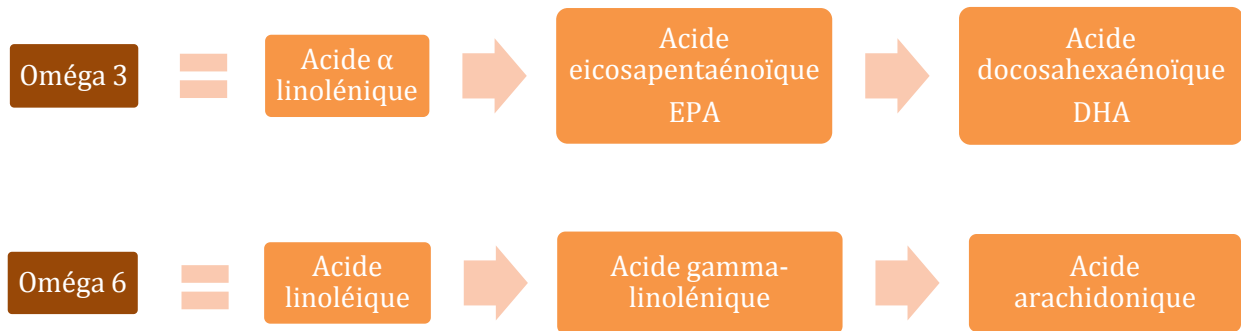 Oméga 3
Acide α
linolénique
Acide
eicosapentaénoïque
EPA
Acide
docosahexaénoïque
DHA
Oméga 6
Acide
linoléique
Acide gamma-
linolénique
Acide
arachidonique